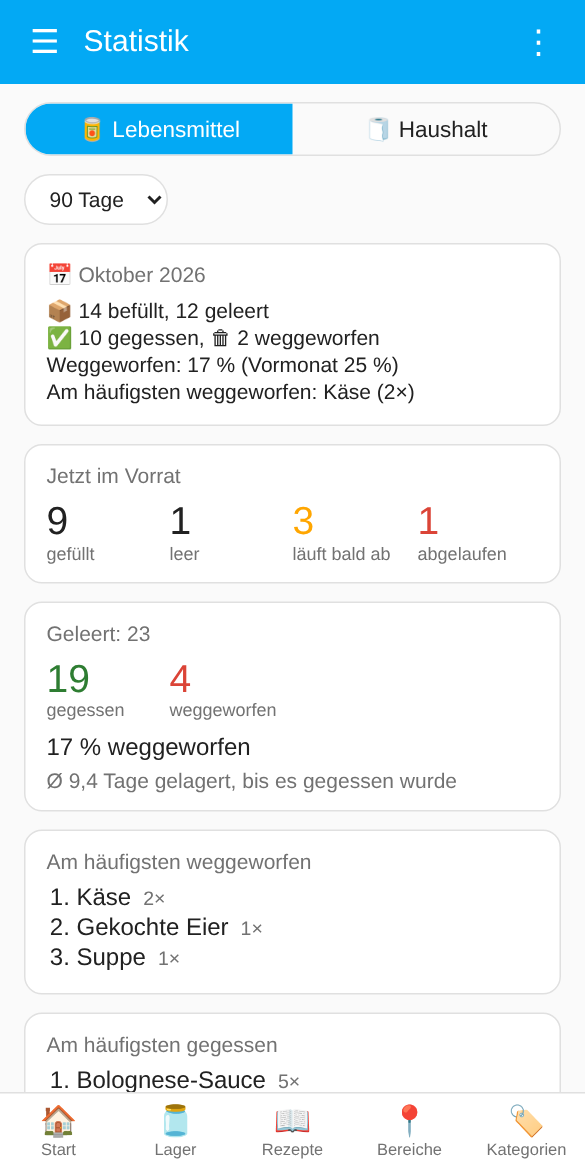 ☰ Statistik ⋮
🥫 Lebensmittel 🧻 Haushalt
90 Tage
📅 Oktober 2026
📦 14 befüllt, 12 geleert
✅ 10 gegessen, 🗑 2 weggeworfen
Weggeworfen: 17 % (Vormonat 25 %)
Am häufigsten weggeworfen: Käse (2×)
Jetzt im Vorrat
9 1 3 1
gefüllt leer läuft bald ab abgelaufen
Geleert: 23
19 4
gegessen weggeworfen
17 % weggeworfen
Ø 9,4 Tage gelagert, bis es gegessen wurde
Am häufigsten weggeworfen
1. Käse 2×
2. Gekochte Eier 1×
3. Suppe 1×
Am häufigsten gegessen
1. Bolognese-Sauce 5×
Start Lager Rezepte Bereiche Kategorien